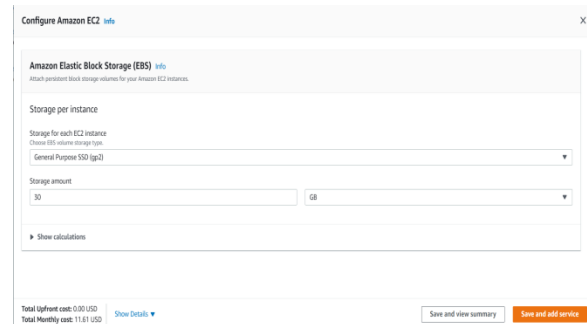 Configure Amazon EC2 Info
X
Amazon Elastic Block Storage (EBS) Info
Attach persistent block storage volumes for your Amazon EC2 instances.
Storage per instance
Storage for each EC2 instance
Choose EBS volume storage type.
General Purpose SSD (gp2)
Storage amount
30 GB
Show calculations
Total Upfront cost: 0.00 USD
Total Monthly cost: 11.61 USD
Show Details
Save and view summary
Save and add service